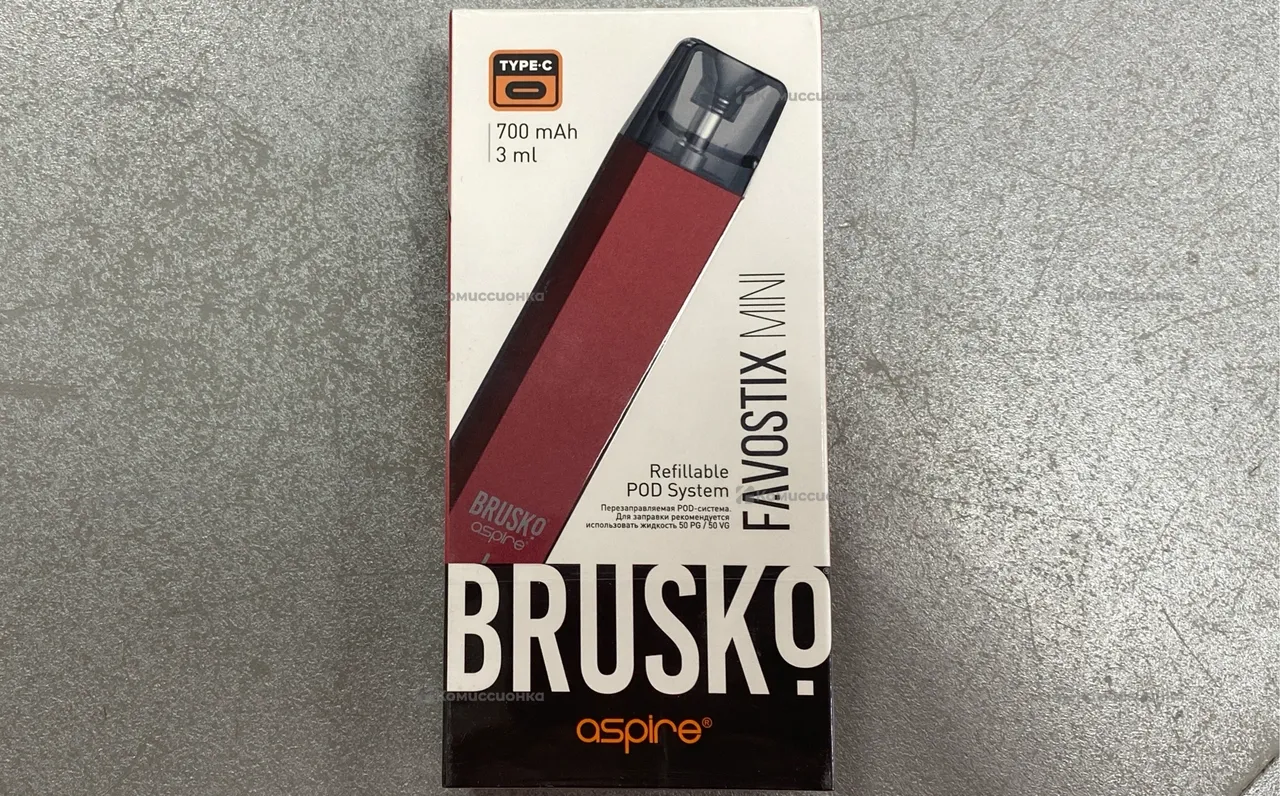 TYPE-C
700 mAh
3 ml
FAVOSTIX MINI
Refillable
POD System
Перезаправляемая POD-система.
Для заправки рекомендуется
использовать жидкость 50 PG / 50 VG
BRUSKO
aspire
BRUSKO
aspire®
Комиссионка
Комиссионка